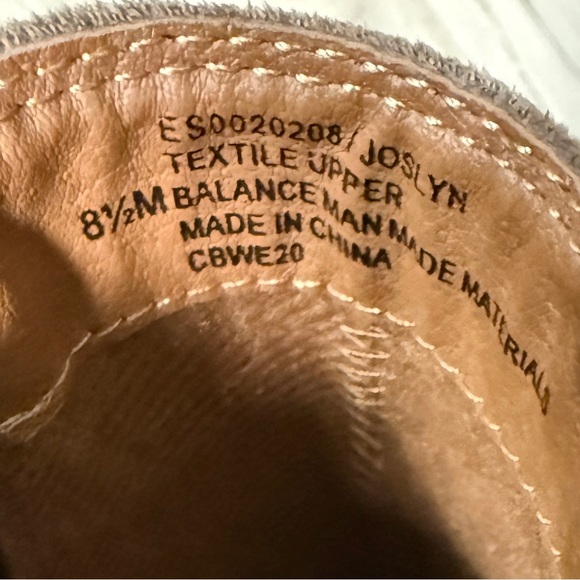 ES0020208/JOSLYN
TEXTILE UPPER
8½M BALANCE MAN MADE MATERIALS
MADE IN CHINA
CBWE20